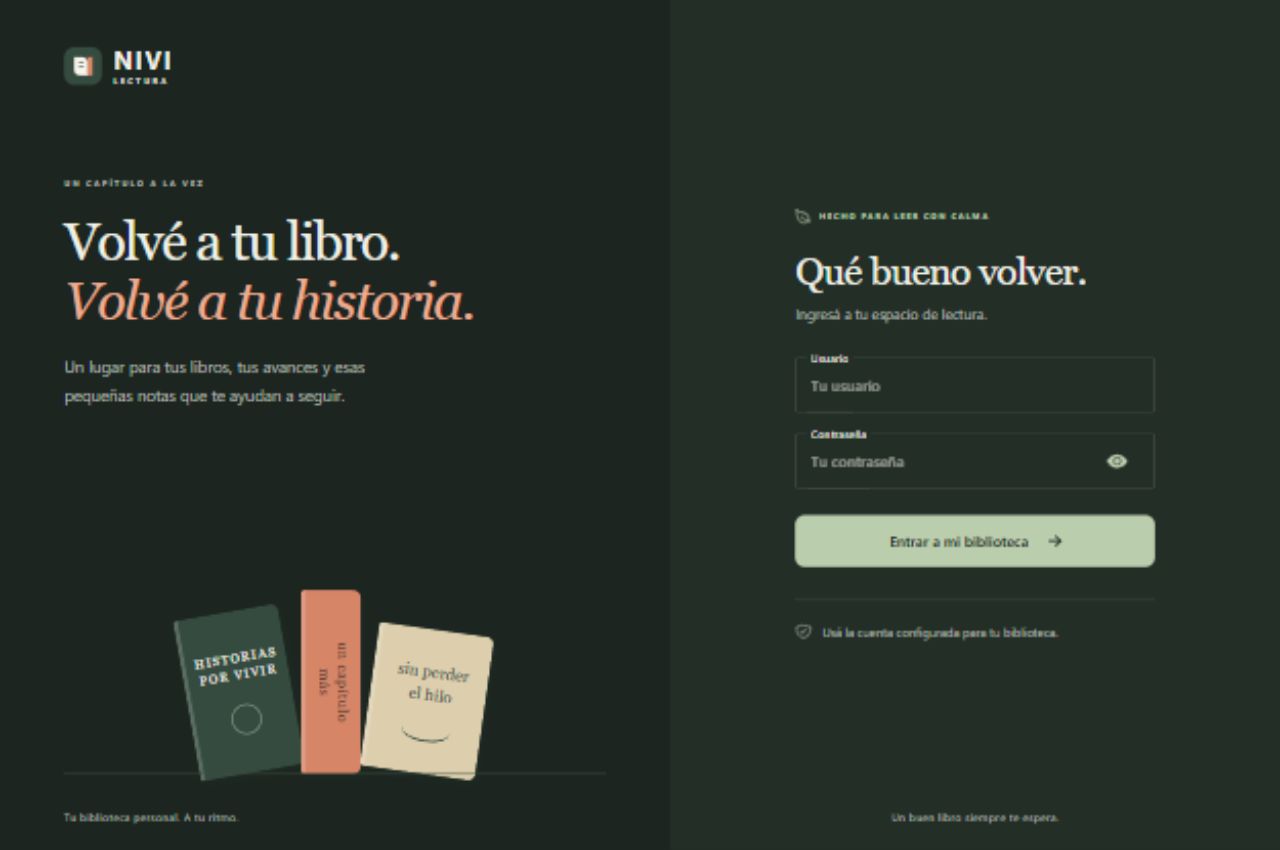 NIVI
LECTURA
UN CAPÍTULO A LA VEZ
Volvé a tu libro.
Volvé a tu historia.
Un lugar para tus libros, tus avances y esas
pequeñas notas que te ayudan a seguir.
HISTORIAS
POR VIVIR
un capítulo
más
sin perder
el hilo
Tu biblioteca personal. A tu ritmo.
HECHO PARA LEER CON CALMA
Qué bueno volver.
Ingresá a tu espacio de lectura.
Usuario
Tu usuario
Contraseña
Tu contraseña
Entrar a mi biblioteca →
Usá la cuenta configurada para tu biblioteca.
Un buen libro siempre te espera.